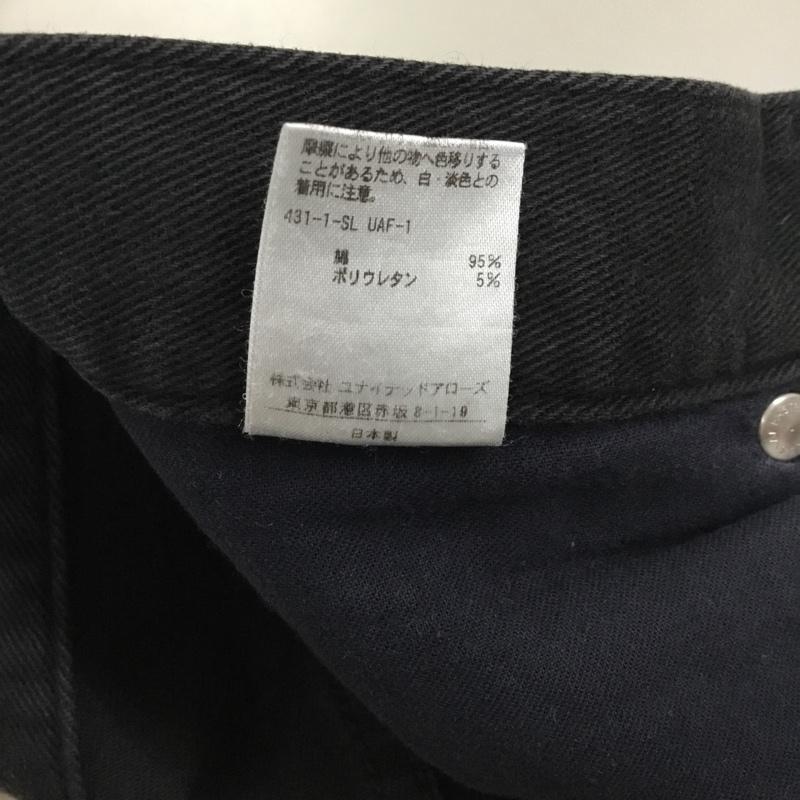 摩擦により他の物へ色移りする
ことがあるため、白・淡色との
着用に注意。
431-1-SL UAF-1
綿 95%
ポリウレタン 5%
株式会社 ユナイテッドアローズ
東京都港区赤坂 8-1-19
日本製